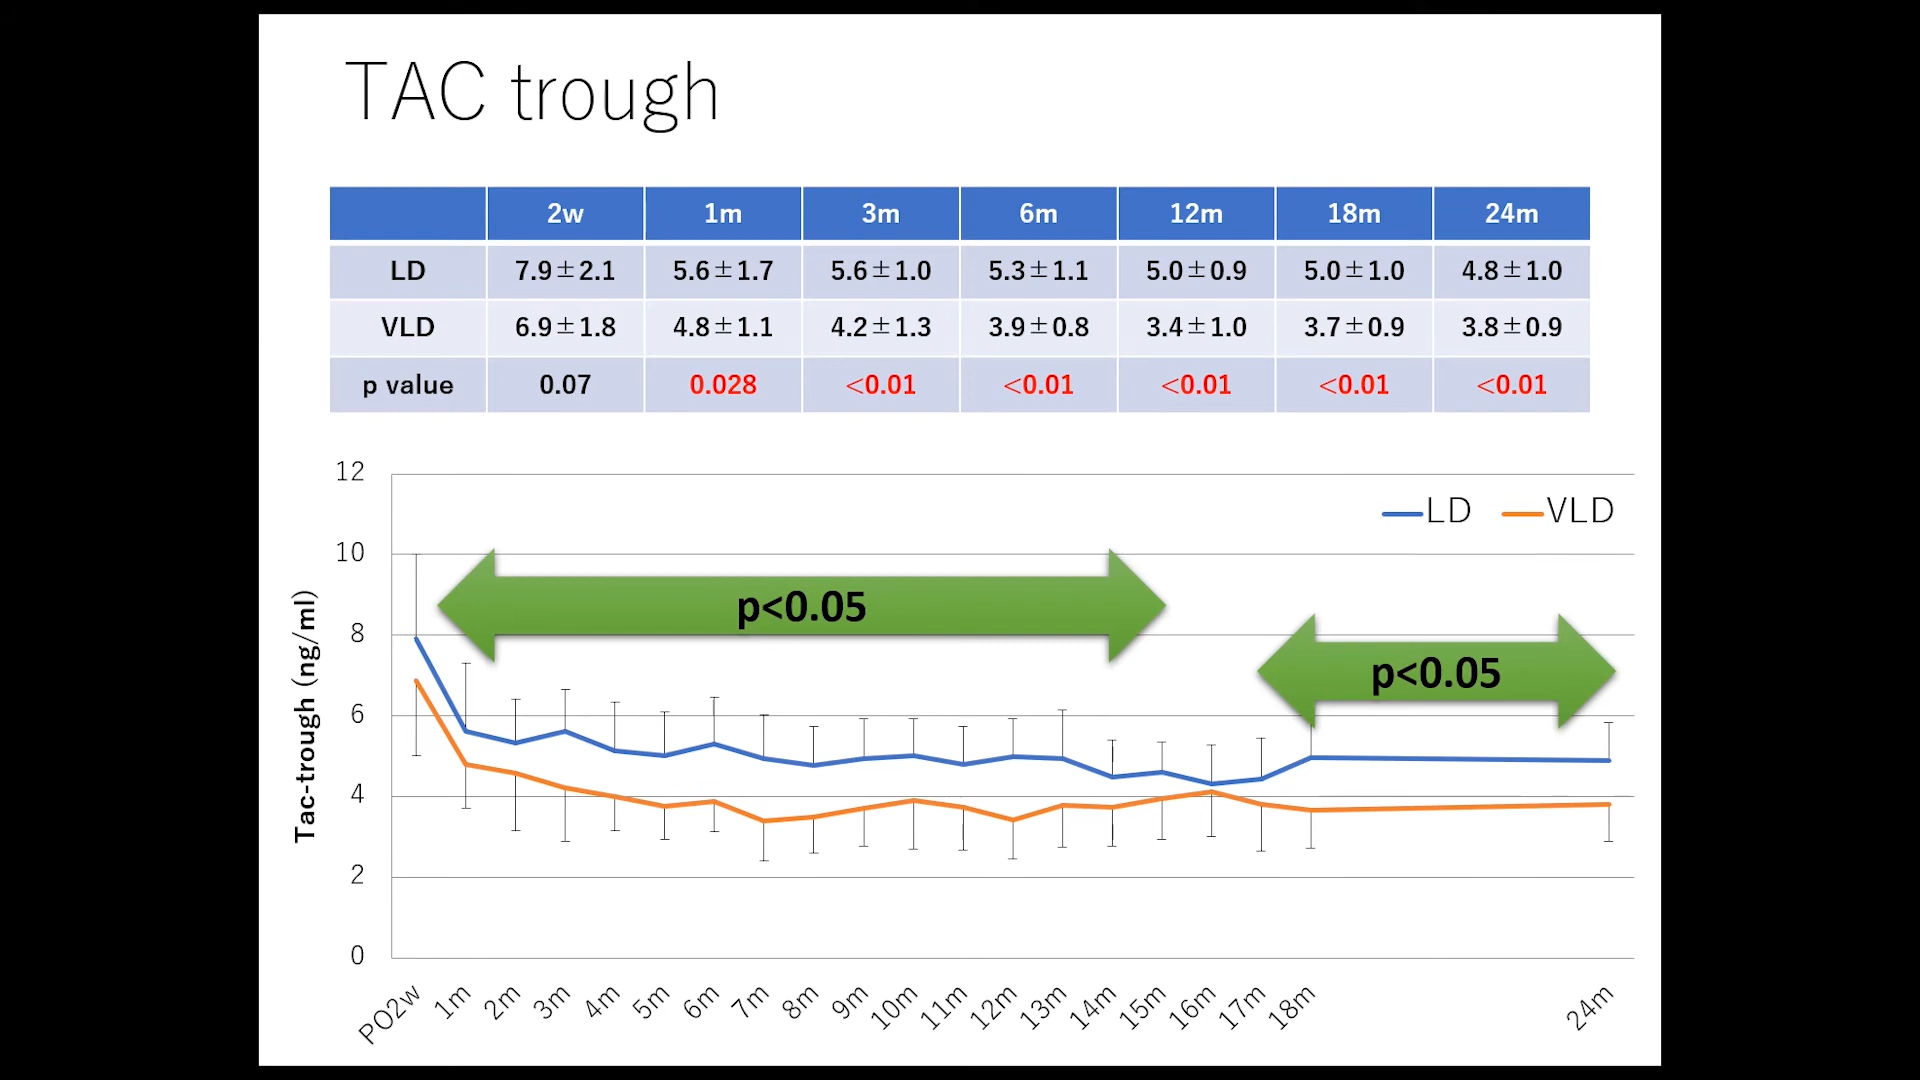 TAC trough
2w 1m 3m 6m 12m 18m 24m
LD 7.9±2.1 5.6±1.7 5.6±1.0 5.3±1.1 5.0±0.9 5.0±1.0 4.8±1.0
VLD 6.9±1.8 4.8±1.1 4.2±1.3 3.9±0.8 3.4±1.0 3.7±0.9 3.8±0.9
p value 0.07 0.028 <0.01 <0.01 <0.01 <0.01 <0.01
12
LD VLD
10
p<0.05
8
p<0.05
6
4
2
0
Tac-trough (ng/ml)
PO2w 1m 2m 3m 4m 5m 6m 7m 8m 9m 10m 11m 12m 13m 14m 15m 16m 17m 18m 24m